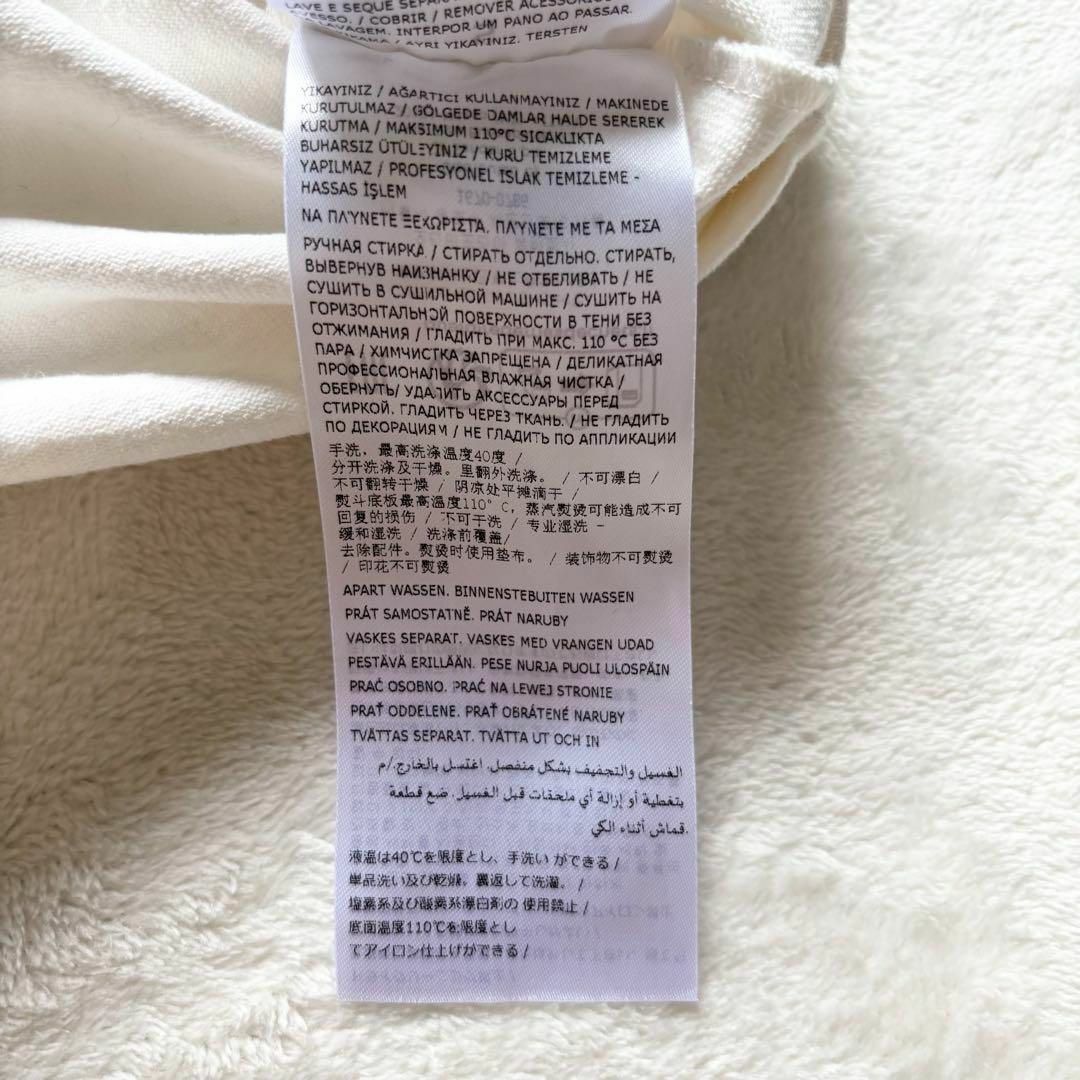 LAVE E SEQUE SEPARA
AVESSO. / COBRIR / REMOVER ACESSÓRIOS
LAVAGEM. INTERPOR UM PANO AO PASSAR.
AYRI YIKAYINIZ. TERSTEN
YIKAYINIZ / AĞARTICI KULLANMAYINIZ / MAKINEDE
KURUTULMAZ / GÖLGEDE DAMLAR HALDE SEREREK
KURUTMA / MAKSIMUM 110°C SICAKLIKTA
BUHARSIZ ÜTÜLEYINIZ / KURU TEMIZLEME
YAPILMAZ / PROFESYONEL ISLAK TEMIZLEME -
HASSAS İŞLEM
ΝΑ ΠΛΥΝΕΤΕ ΞΕΧΩΡΙΣΤΑ. ΠΛΥΝΕΤΕ ΜΕ ΤΑ ΜΕΣΑ
РУЧНАЯ СТИРКА / СТИРАТЬ ОТДЕЛЬНО. СТИРАТЬ,
ВЫВЕРНУВ НАИЗНАНКУ / НЕ ОТБЕЛИВАТЬ / НЕ
СУШИТЬ В СУШИЛЬНОЙ МАШИНЕ / СУШИТЬ НА
ГОРИЗОНТАЛЬНОЙ ПОВЕРХНОСТИ В ТЕНИ БЕЗ
ОТЖИМАНИЯ / ГЛАДИТЬ ПРИ МАКС. 110 °C БЕЗ
ПАРА / ХИМЧИСТКА ЗАПРЕЩЕНА / ДЕЛИКАТНАЯ
ПРОФЕССИОНАЛЬНАЯ ВЛАЖНАЯ ЧИСТКА /
ОБЕРНУТЬ/ УДАЛИТЬ АКСЕССУАРЫ ПЕРЕД
СТИРКОЙ. ГЛАДИТЬ ЧЕРЕЗ ТКАНЬ. / НЕ ГЛАДИТЬ
ПО ДЕКОРАЦИЯМ / НЕ ГЛАДИТЬ ПО АППЛИКАЦИИ
手洗，最高洗涤温度40度 /
分开洗涤及干燥。里翻外洗涤。 / 不可漂白 /
不可翻转干燥 / 阴凉处平摊滴干 /
熨斗底板最高温度110° C，蒸汽熨烫可能造成不可
回复的损伤 / 不可干洗 / 专业湿洗 -
缓和湿洗 / 洗涤前覆盖/
去除配件。熨烫时使用垫布。 / 装饰物不可熨烫
/ 印花不可熨烫
APART WASSEN. BINNENSTEBUITEN WASSEN
PRÁT SAMOSTATNĚ. PRÁT NARUBY
VASKES SEPARAT. VASKES MED VRANGEN UDAD
PESTÄVÄ ERILLÄÄN. PESE NURJA PUOLI ULOSPÄIN
PRAĆ OSOBNO. PRAĆ NA LEWEJ STRONIE
PRAŤ ODDELENE. PRAŤ OBRÁTENÉ NARUBY
TVÄTTAS SEPARAT. TVÄTTA UT OCH IN
الغسيل والتجفيف بشكل منفصل. اغتسل بالخارج./م
بتغطية أو إزالة أي ملحقات قبل الغسيل. ضع قطعة
قماش أثناء الكي.
液温は40℃を限度とし、手洗い ができる /
単品洗い及び乾燥。裏返して洗濯。 /
塩素系及び酸素系漂白剤の 使用禁止 /
底面温度110℃を限度とし
てアイロン仕上げができる /